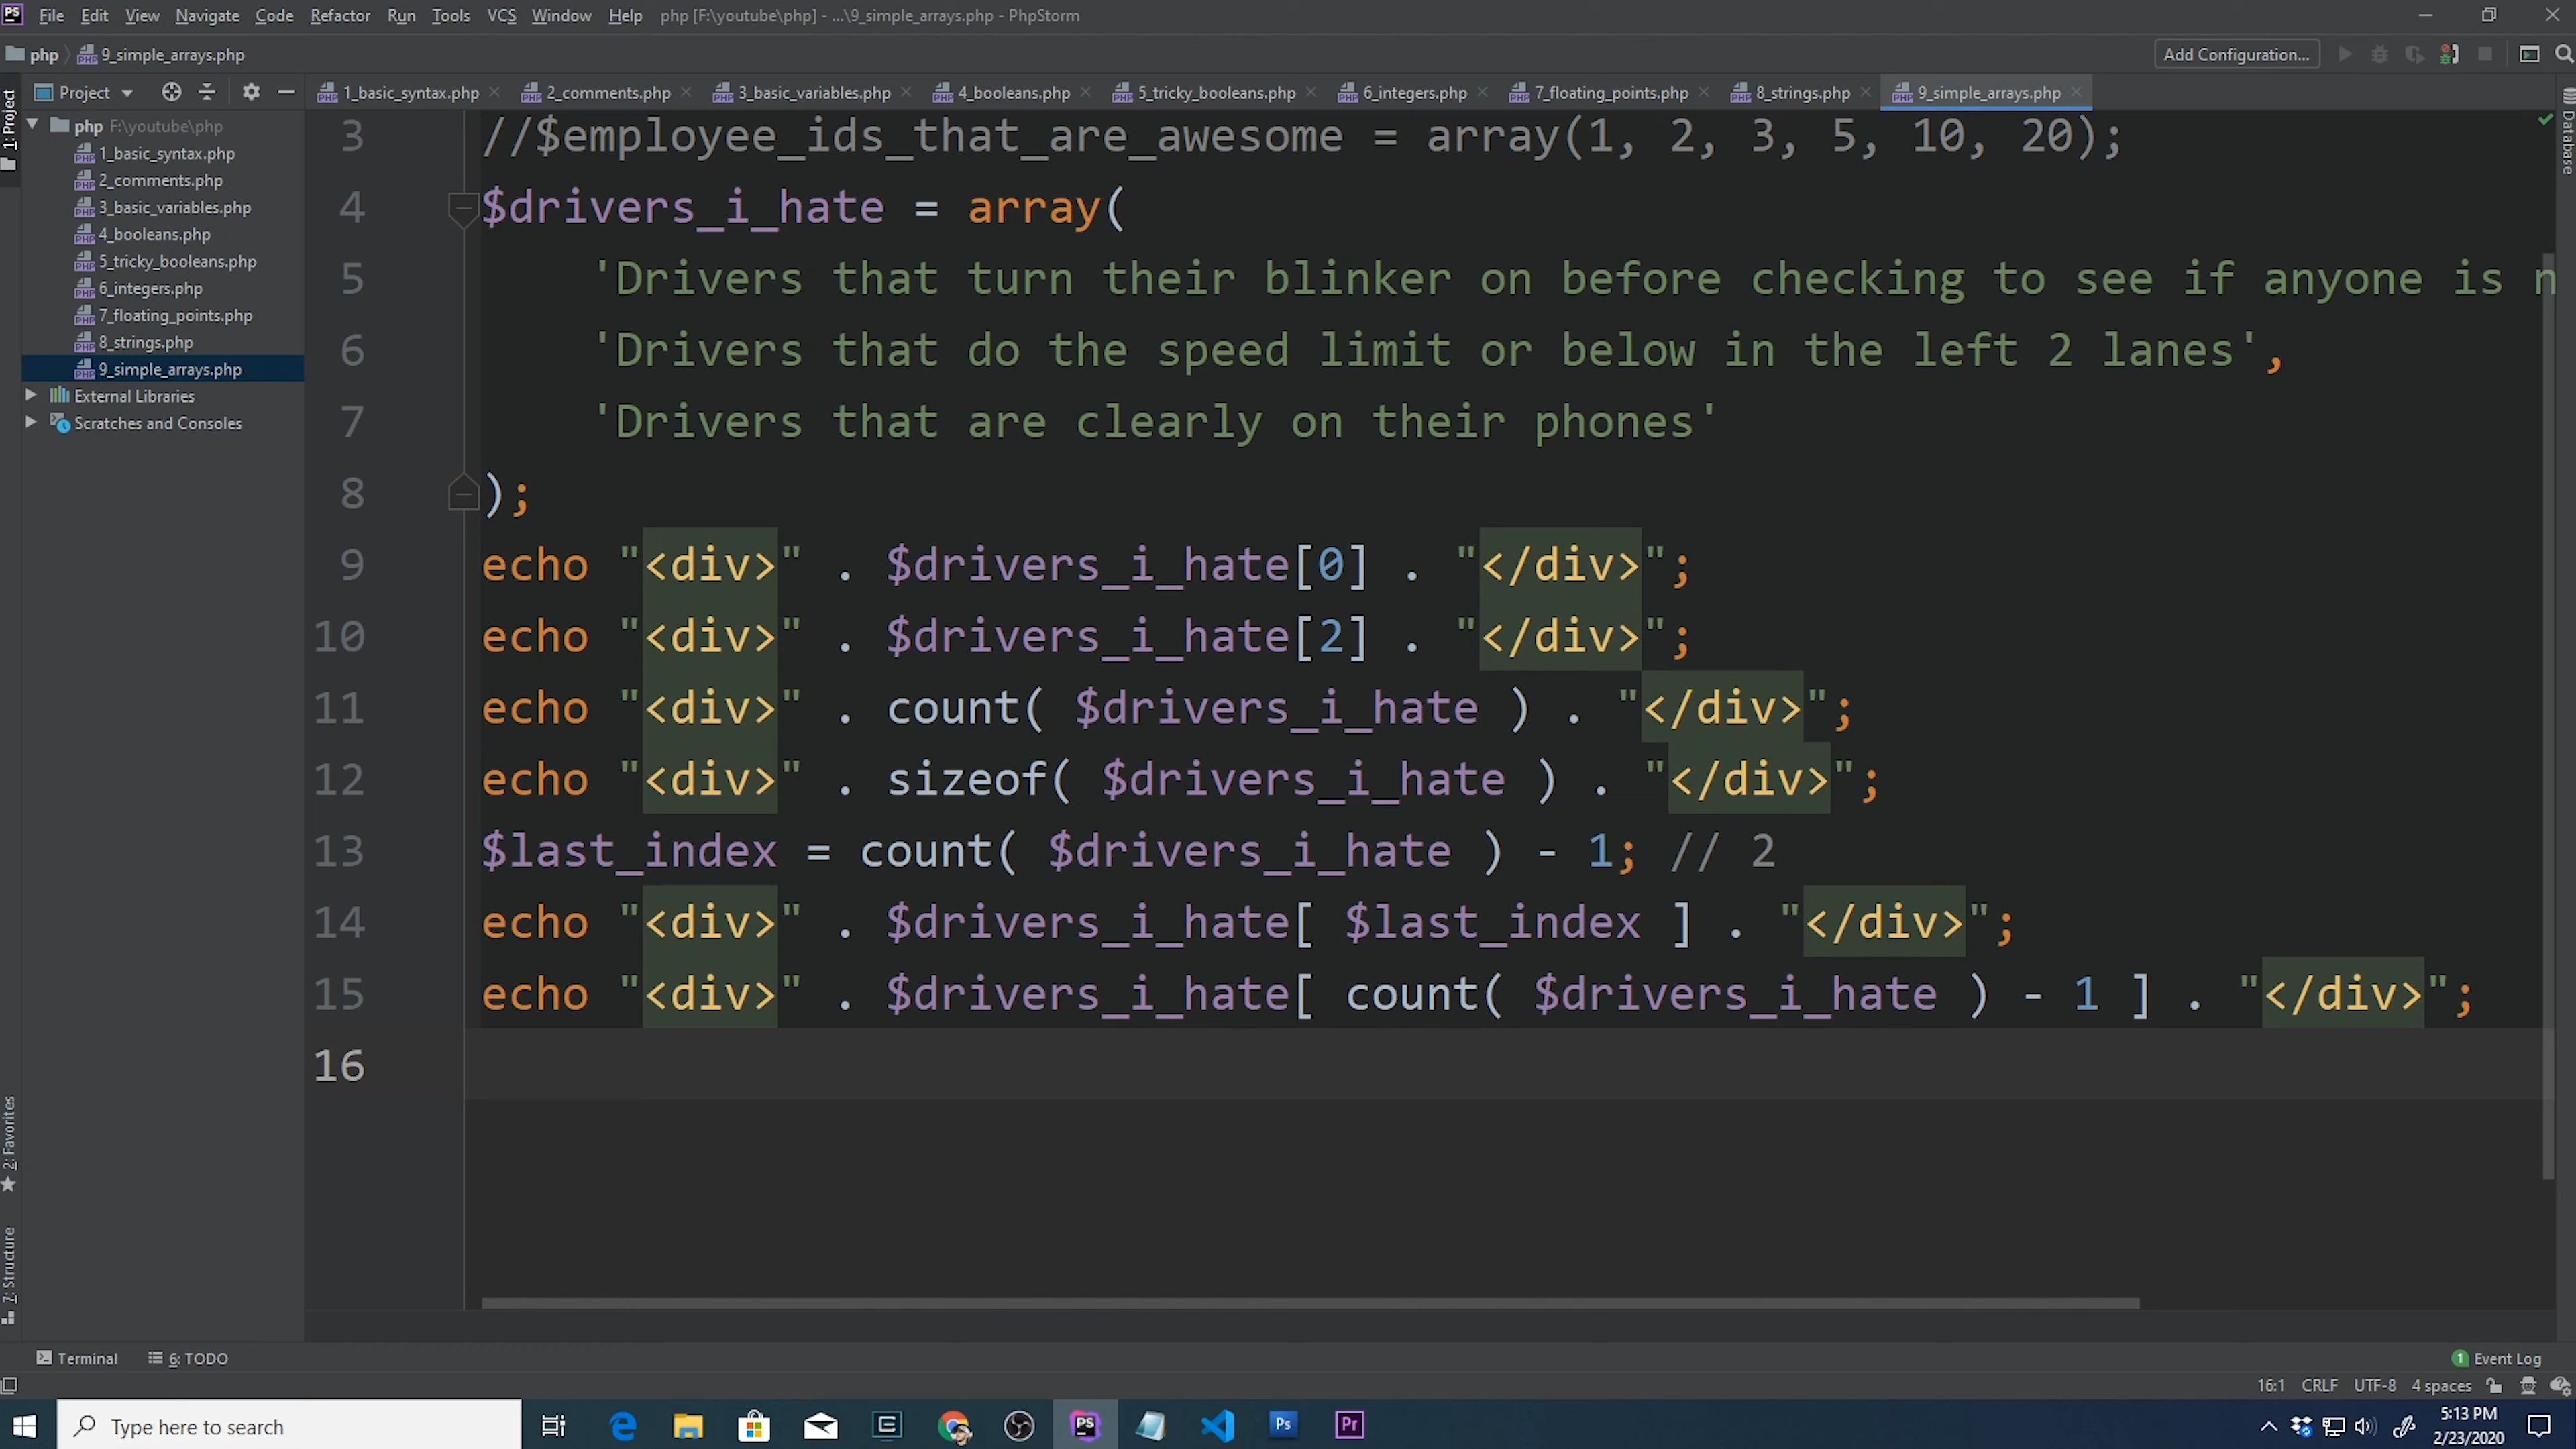 PS File Edit View Navigate Code Refactor Run Tools VCS Window Help php [F:\youtube\php] - ...\9_simple_arrays.php - PhpStorm
php 9_simple_arrays.php Add Configuration...
Project 1_basic_syntax.php 2_comments.php 3_basic_variables.php 4_booleans.php 5_tricky_booleans.php 6_integers.php 7_floating_points.php 8_strings.php 9_simple_arrays.php
1: Project
Database
php F:\youtube\php
1_basic_syntax.php
2_comments.php
3_basic_variables.php
4_booleans.php
5_tricky_booleans.php
6_integers.php
7_floating_points.php
8_strings.php
9_simple_arrays.php
External Libraries
Scratches and Consoles
3 //$employee_ids_that_are_awesome = array(1, 2, 3, 5, 10, 20);
4 $drivers_i_hate = array(
5 'Drivers that turn their blinker on before checking to see if anyone is n
6 'Drivers that do the speed limit or below in the left 2 lanes',
7 'Drivers that are clearly on their phones'
8 );
9 echo "<div>" . $drivers_i_hate[0] . "</div>";
10 echo "<div>" . $drivers_i_hate[2] . "</div>";
11 echo "<div>" . count( $drivers_i_hate ) . "</div>";
12 echo "<div>" . sizeof( $drivers_i_hate ) . "</div>";
13 $last_index = count( $drivers_i_hate ) - 1; // 2
14 echo "<div>" . $drivers_i_hate[ $last_index ] . "</div>";
15 echo "<div>" . $drivers_i_hate[ count( $drivers_i_hate ) - 1 ] . "</div>";
16
2: Favorites
7: Structure
Terminal 6: TODO 1 Event Log
16:1 CRLF UTF-8 4 spaces
Type here to search PS Ps Pr 5:13 PM
2/23/2020